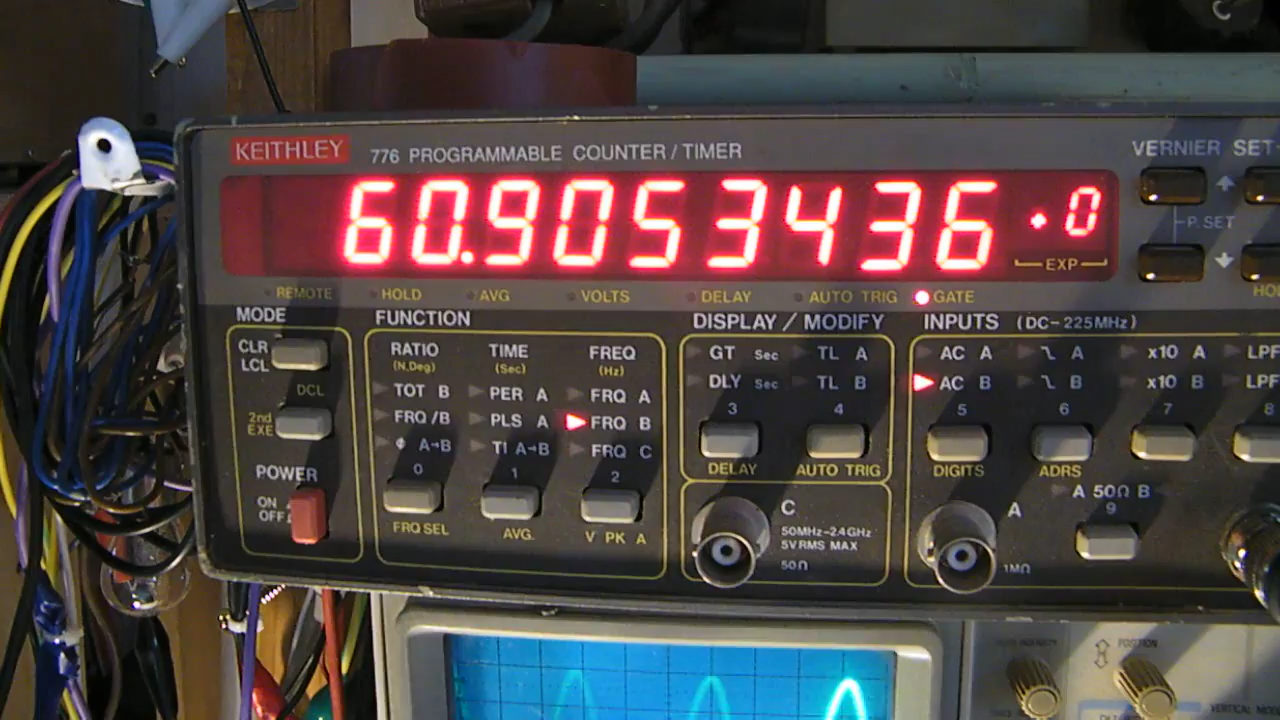 KEITHLEY 776 PROGRAMMABLE COUNTER / TIMER
VERNIER SET-
60.9053436 +0
EXP
P. SET
REMOTE HOLD AVG VOLTS DELAY AUTO TRIG GATE
MODE FUNCTION DISPLAY / MODIFY INPUTS (DC-225MHz)
CLR
LCL
DCL
2nd
EXE
POWER
ON
OFF
RATIO TIME FREQ
(N,Deg) (Sec) (Hz)
TOT B PER A FRQ A
FRQ /B PLS A FRQ B
ɸ A→B TI A→B FRQ C
0 1 2
FRQ SEL AVG. V PK A
GT Sec TL A
DLY Sec TL B
3 4
DELAY AUTO TRIG
AC A A x10 A LPF
AC B B x10 B LPF
5 6 7 8
DIGITS ADRS
C
50MHz-2.4GHz
5V RMS MAX
50Ω
A
1MΩ
A 50Ω B
9
POSITION